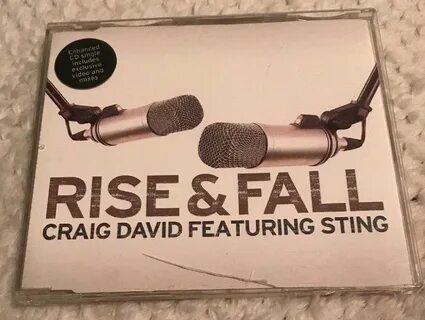 Enhanced
CD single
includes
exclusive
video and
mixes
RISE & FALL
CRAIG DAVID FEATURING STING